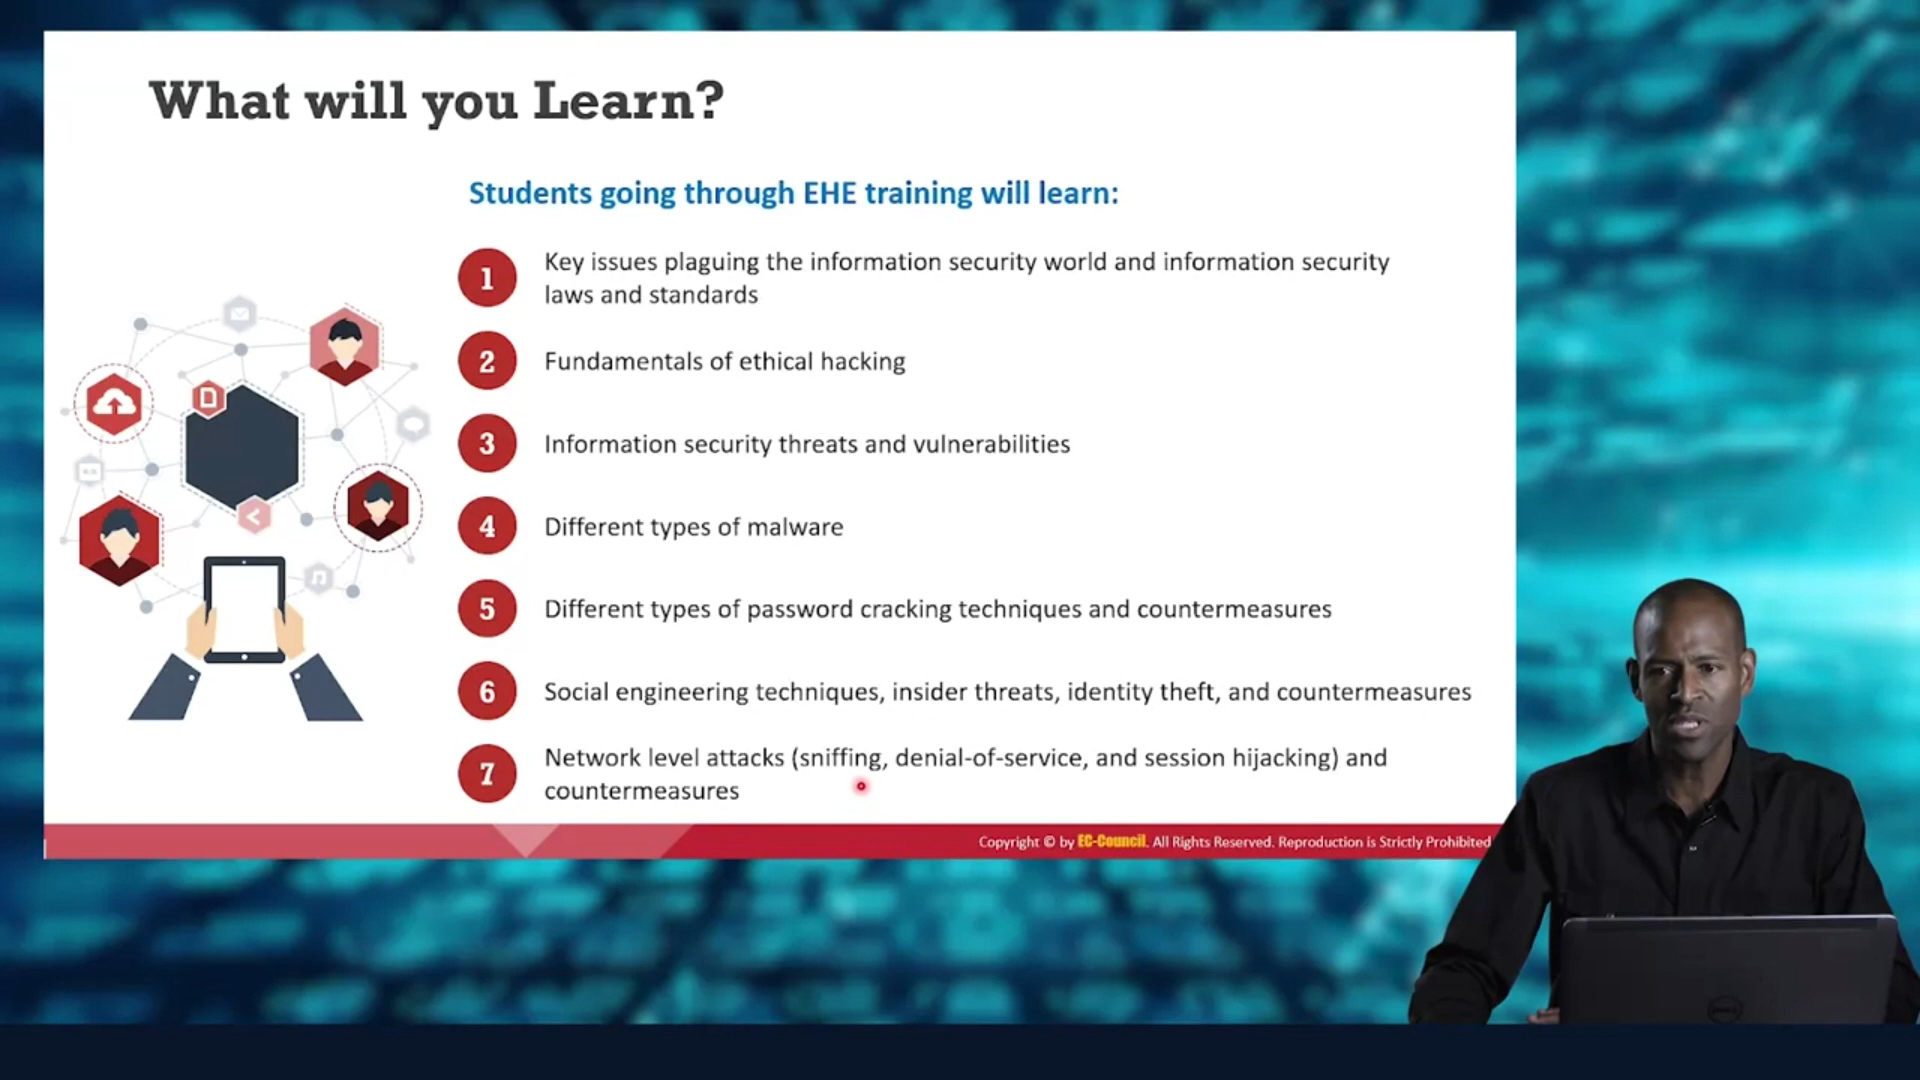 What will you Learn?
Students going through EHE training will learn:
1 Key issues plaguing the information security world and information security
laws and standards
2 Fundamentals of ethical hacking
3 Information security threats and vulnerabilities
4 Different types of malware
5 Different types of password cracking techniques and countermeasures
6 Social engineering techniques, insider threats, identity theft, and countermeasures
7 Network level attacks (sniffing, denial-of-service, and session hijacking) and
countermeasures
Copyright © by EC-Council. All Rights Reserved. Reproduction is Strictly Prohibited
DELL